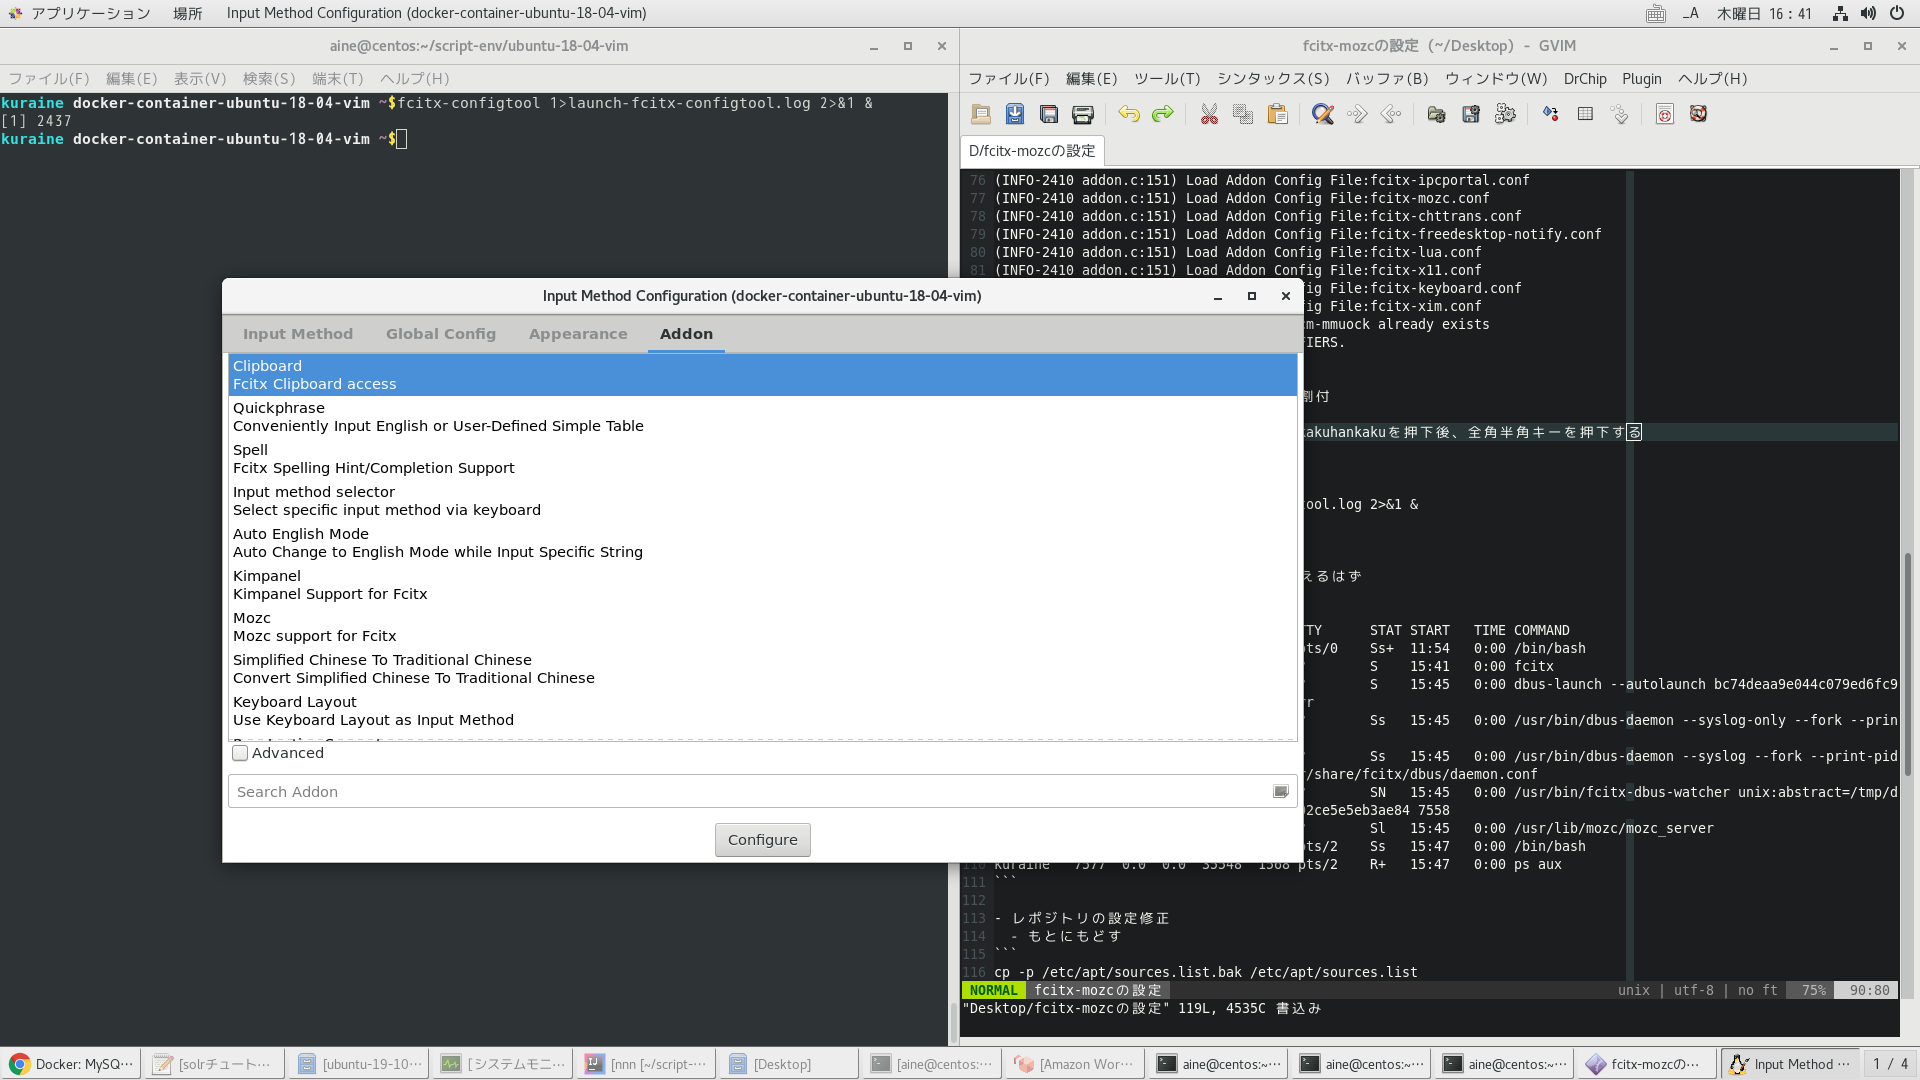 アプリケーション 場所 Input Method Configuration (docker-container-ubuntu-18-04-vim) _A 木曜日 16：41
aine@centos:~/script-env/ubuntu-18-04-vim
ファイル(F) 編集(E) 表示(V) 検索(S) 端末(T) ヘルプ(H)
kuraine docker-container-ubuntu-18-04-vim ~$fcitx-configtool 1>launch-fcitx-configtool.log 2>&1 &
[1] 2437
kuraine docker-container-ubuntu-18-04-vim ~$
fcitx-mozcの設定 (~/Desktop) - GVIM
ファイル(F) 編集(E) ツール(T) シンタックス(S) バッファ(B) ウィンドウ(W) DrChip Plugin ヘルプ(H)
D/fcitx-mozcの設定
76 (INFO-2410 addon.c:151) Load Addon Config File:fcitx-ipcportal.conf
77 (INFO-2410 addon.c:151) Load Addon Config File:fcitx-mozc.conf
78 (INFO-2410 addon.c:151) Load Addon Config File:fcitx-chttrans.conf
79 (INFO-2410 addon.c:151) Load Addon Config File:fcitx-freedesktop-notify.conf
80 (INFO-2410 addon.c:151) Load Addon Config File:fcitx-lua.conf
81 (INFO-2410 addon.c:151) Load Addon Config File:fcitx-x11.conf
ig File:fcitx-keyboard.conf
ig File:fcitx-xim.conf
m-mmuock already exists
IERS.
割付
kakuhankakuを押下後、全角半角キーを押下する
ool.log 2>&1 &
えるはず
TY STAT START TIME COMMAND
pts/0 Ss+ 11:54 0:00 /bin/bash
? S 15:41 0:00 fcitx
? S 15:45 0:00 dbus-launch --autolaunch bc74deaa9e044c079ed6fc9
rr
? Ss 15:45 0:00 /usr/bin/dbus-daemon --syslog-only --fork --prin
? Ss 15:45 0:00 /usr/bin/dbus-daemon --syslog --fork --print-pid
r/share/fcitx/dbus/daemon.conf
? SN 15:45 0:00 /usr/bin/fcitx-dbus-watcher unix:abstract=/tmp/d
02ce5e5eb3ae84 7558
? Sl 15:45 0:00 /usr/lib/mozc/mozc_server
pts/2 Ss 15:47 0:00 /bin/bash
110 kuraine 7577 0.0 0.0 35548 1568 pts/2 R+ 15:47 0:00 ps aux
111 ```
112
113 - レポジトリの設定修正
114 - もとにもどす
115 ```
116 cp -p /etc/apt/sources.list.bak /etc/apt/sources.list
NORMAL fcitx-mozcの設定 unix | utf-8 | no ft 75% 90:80
"Desktop/fcitx-mozcの設定" 119L, 4535C 書込み
Input Method Configuration (docker-container-ubuntu-18-04-vim)
Input Method Global Config Appearance Addon
Clipboard
Fcitx Clipboard access
Quickphrase
Conveniently Input English or User-Defined Simple Table
Spell
Fcitx Spelling Hint/Completion Support
Input method selector
Select specific input method via keyboard
Auto English Mode
Auto Change to English Mode while Input Specific String
Kimpanel
Kimpanel Support for Fcitx
Mozc
Mozc support for Fcitx
Simplified Chinese To Traditional Chinese
Convert Simplified Chinese To Traditional Chinese
Keyboard Layout
Use Keyboard Layout as Input Method
Advanced
Search Addon
Configure
Docker: MySQ… [solrチュート… [ubuntu-19-10… [システムモニ… [nnn [~/script-… [Desktop] [aine@centos:… [Amazon Wor… aine@centos:~… aine@centos:~… aine@centos:~… fcitx-mozcの… Input Method … 1 / 4